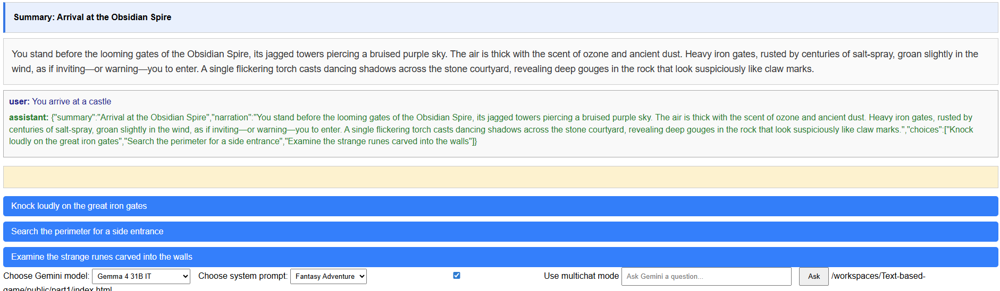 Summary: Arrival at the Obsidian Spire
You stand before the looming gates of the Obsidian Spire, its jagged towers piercing a bruised purple sky. The air is thick with the scent of ozone and ancient dust. Heavy iron gates, rusted by centuries of salt-spray, groan slightly in the
wind, as if inviting—or warning—you to enter. A single flickering torch casts dancing shadows across the stone courtyard, revealing deep gouges in the rock that look suspiciously like claw marks.
user: You arrive at a castle
assistant: {"summary":"Arrival at the Obsidian Spire","narration":"You stand before the looming gates of the Obsidian Spire, its jagged towers piercing a bruised purple sky. The air is thick with the scent of ozone and ancient dust. Heavy iron gates, rusted by
centuries of salt-spray, groan slightly in the wind, as if inviting—or warning—you to enter. A single flickering torch casts dancing shadows across the stone courtyard, revealing deep gouges in the rock that look suspiciously like claw marks.","choices":["Knock
loudly on the great iron gates","Search the perimeter for a side entrance","Examine the strange runes carved into the walls"]}
Knock loudly on the great iron gates
Search the perimeter for a side entrance
Examine the strange runes carved into the walls
Choose Gemini model: Gemma 4 31B IT Choose system prompt: Fantasy Adventure Use multichat mode Ask Gemini a question... Ask /workspaces/Text-based-
game/public/part1/index.html